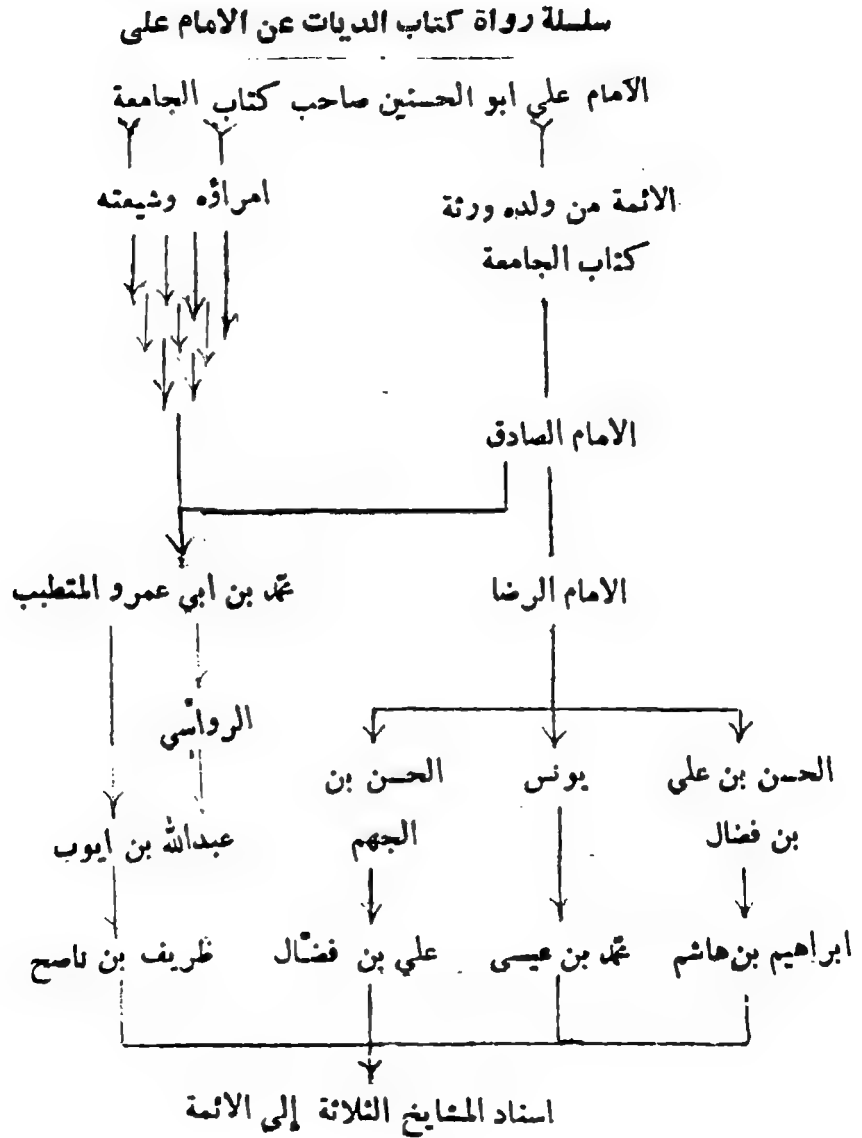 سلسلة رواة كتاب الديات عن الامام على
الامام علي ابو الحسنين صاحب كتاب الجامعة
الائمة من ولده ورثة
كتاب الجامعة
امراؤه وشيعته
الامام الصادق
الامام الرضا
محمد بن ابي عمرو المتطبب
الرواسي
الحسن بن علي
بن فضال
يونس
الحسن بن
الجهم
عبدالله بن ايوب
ابراهيم بن هاشم
محمد بن عيسى
علي بن فضّال
ظريف بن ناصح
اسناد المشايخ الثلاثة إلى الائمة